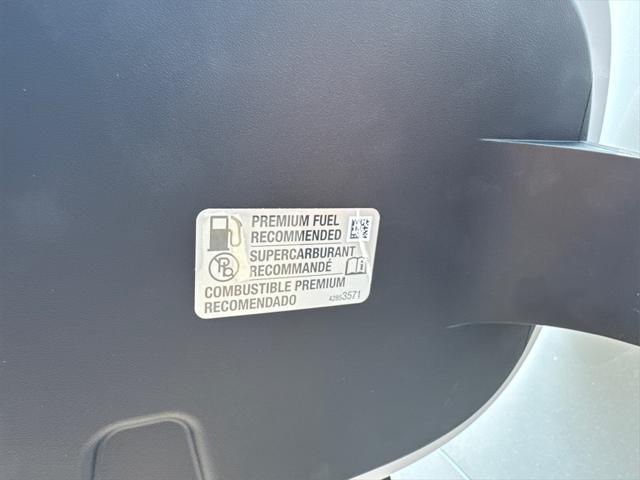 PREMIUM FUEL
RECOMMENDED
SUPERCARBURANT
RECOMMANDÉ
COMBUSTIBLE PREMIUM
RECOMENDADO
42853571